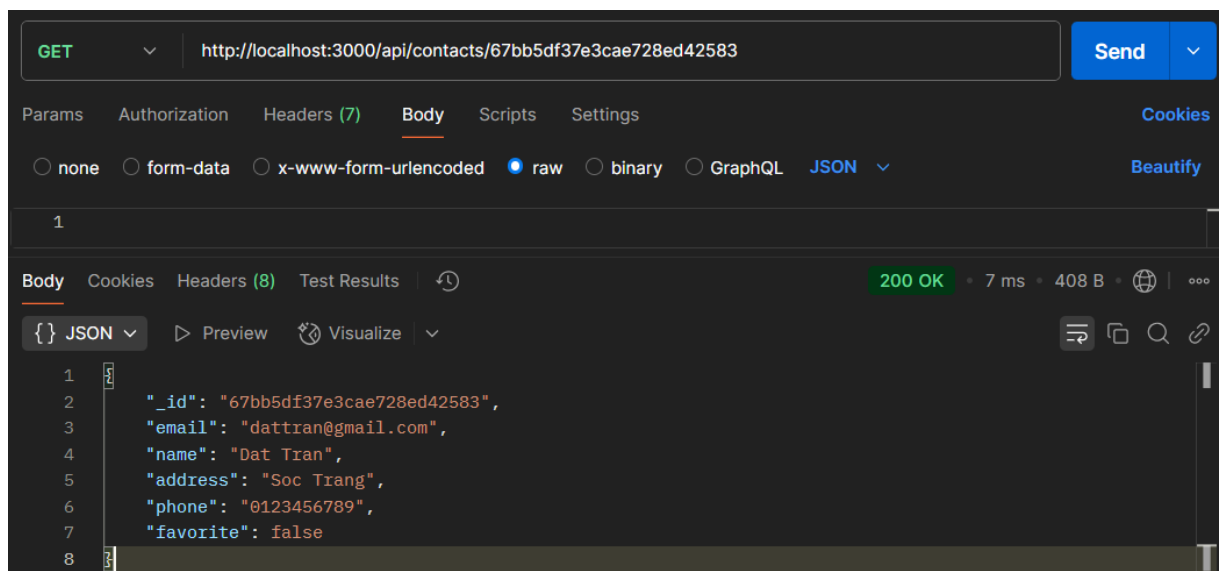 GET http://localhost:3000/api/contacts/67bb5df37e3cae728ed42583 Send
Params Authorization Headers (7) Body Scripts Settings Cookies
none form-data x-www-form-urlencoded raw binary GraphQL JSON Beautify
1
Body Cookies Headers (8) Test Results 200 OK • 7 ms • 408 B •
{} JSON Preview Visualize
1 {
2 "_id": "67bb5df37e3cae728ed42583",
3 "email": "dattran@gmail.com",
4 "name": "Dat Tran",
5 "address": "Soc Trang",
6 "phone": "0123456789",
7 "favorite": false
8 }